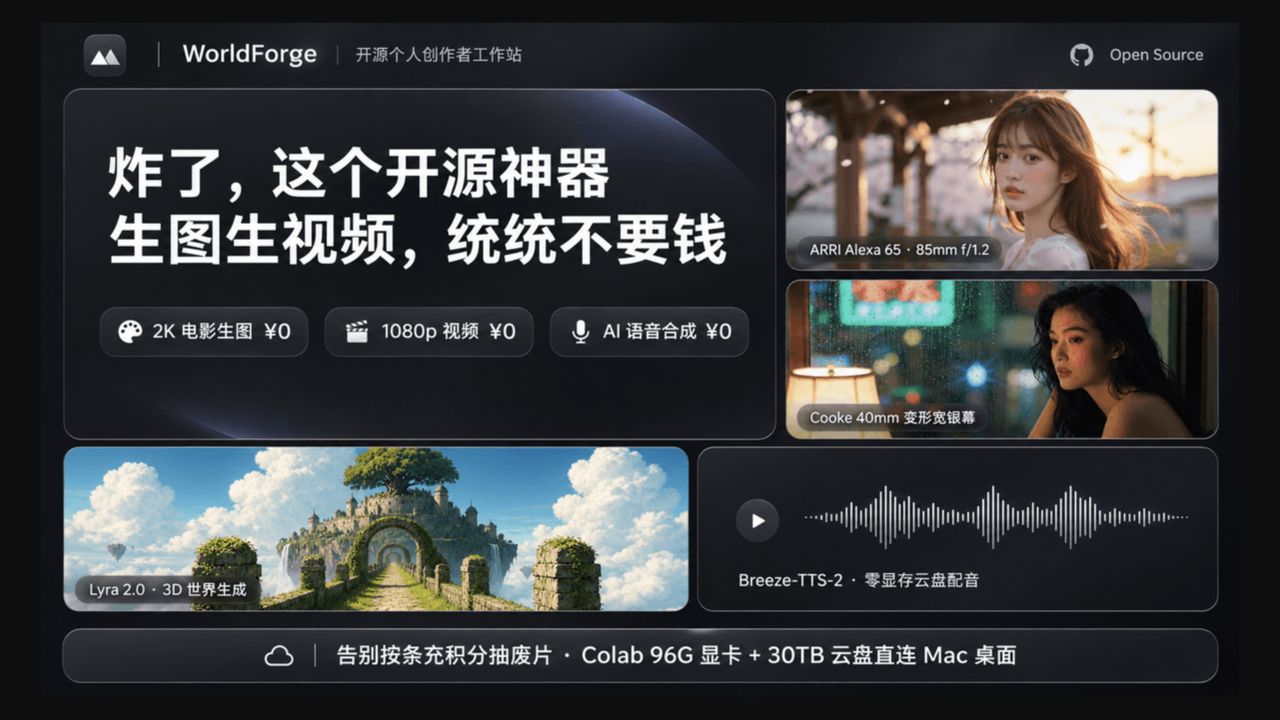 WorldForge
开源个人创作者工作站
Open Source
炸了，这个开源神器
生图生视频，统统不要钱
2K 电影生图 ¥0
1080p 视频 ¥0
AI 语音合成 ¥0
ARRI Alexa 65 · 85mm f/1.2
Cooke 40mm 变形宽银幕
Lyra 2.0 · 3D 世界生成
Breeze-TTS-2 · 零显存云盘配音
告别按条充积分抽废片 · Colab 96G 显卡 + 30TB 云盘直连 Mac 桌面